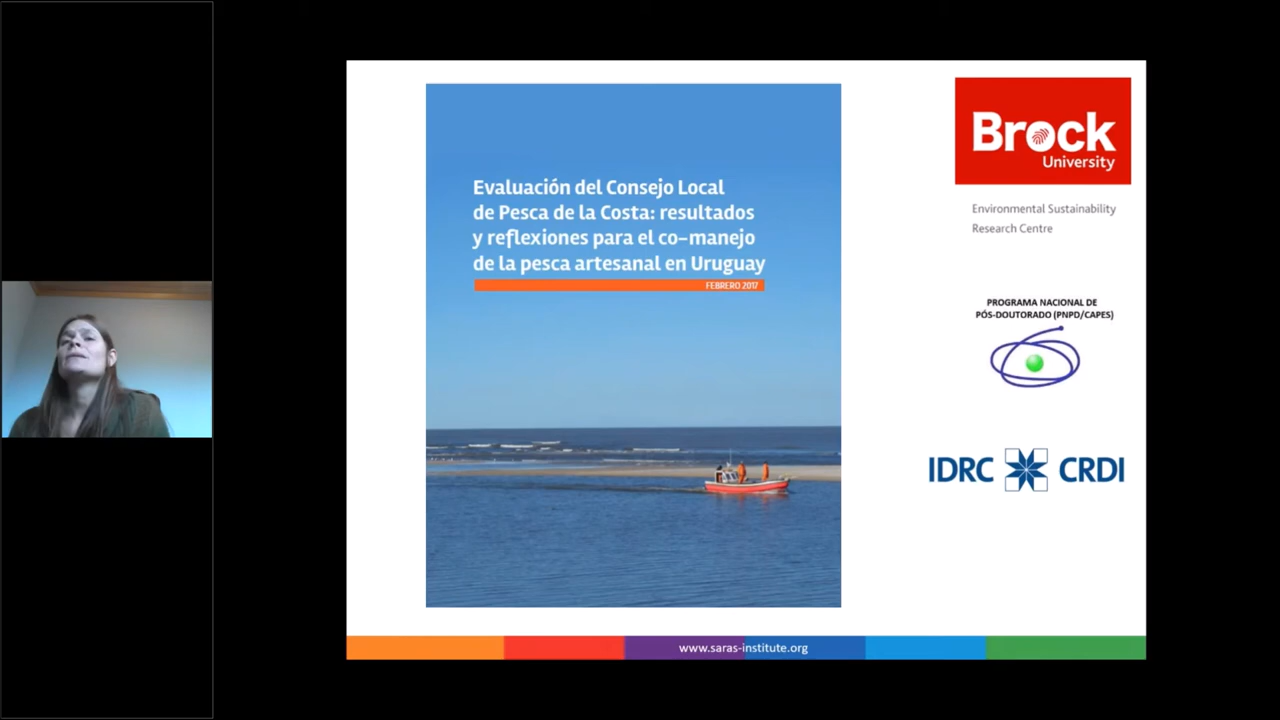 Evaluación del Consejo Local
de Pesca de la Costa: resultados
y reflexiones para el co-manejo
de la pesca artesanal en Uruguay
FEBRERO 2017
Brock
University
Environmental Sustainability
Research Centre
PROGRAMA NACIONAL DE
PÓS-DOUTORADO (PNPD/CAPES)
IDRC CRDI
www.saras-institute.org